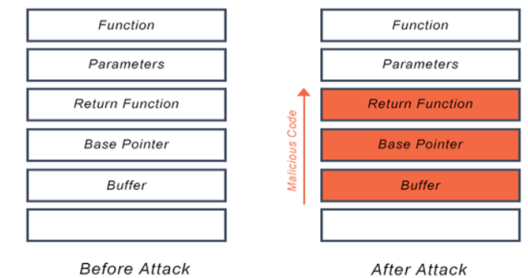 Function
Parameters
Return Function
Base Pointer
Buffer
Before Attack
Function
Parameters
Return Function
Base Pointer
Buffer
Malicious Code
After Attack